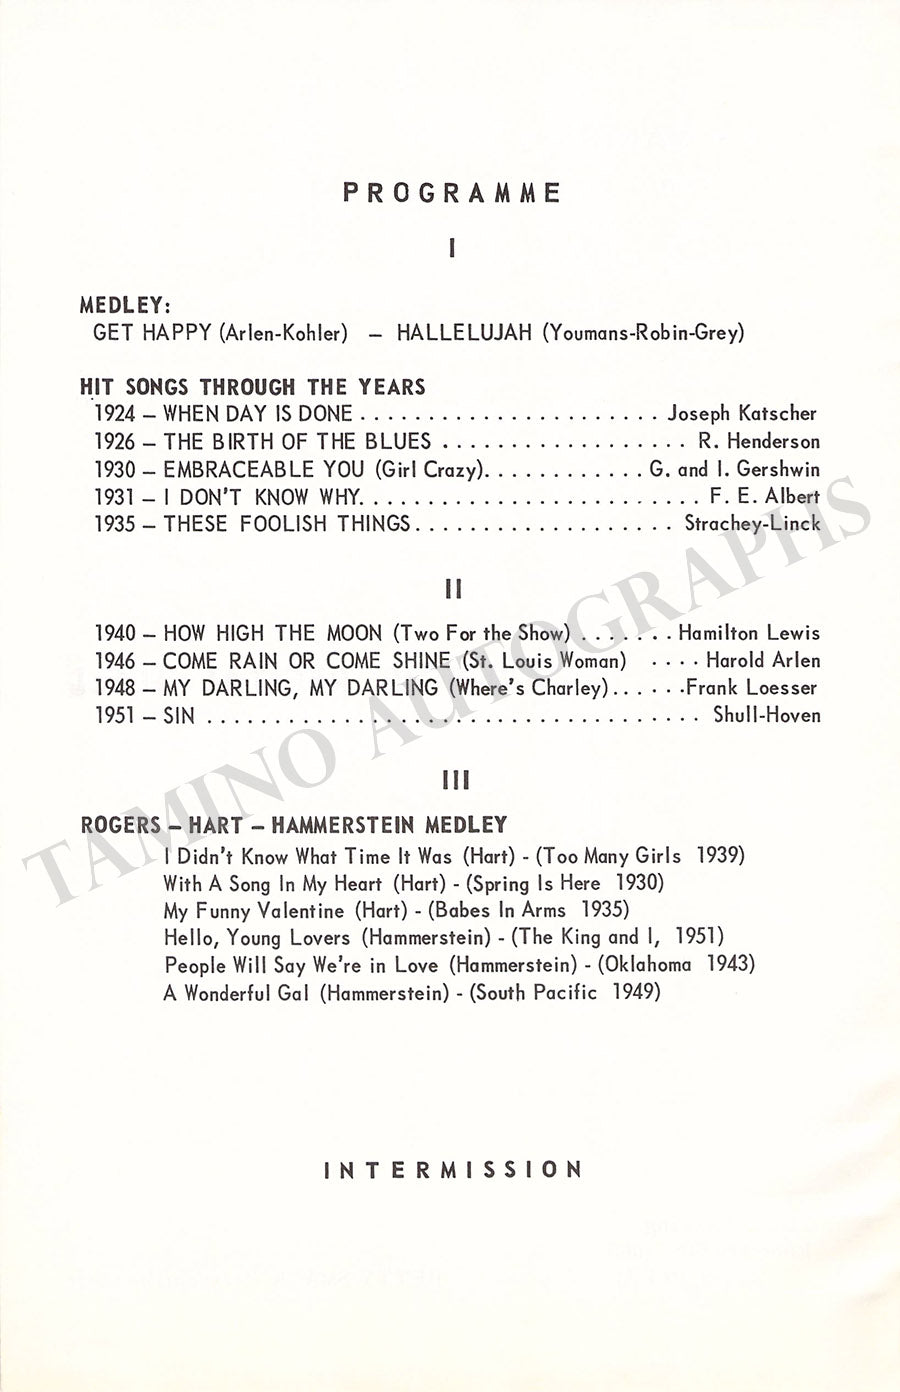 PROGRAMME
I
MEDLEY:
GET HAPPY (Arlen-Kohler) – HALLELUJAH (Youmans-Robin-Grey)
HIT SONGS THROUGH THE YEARS
1924 – WHEN DAY IS DONE . . . . . . . . . . . . . . . . . . . . . . Joseph Katscher
1926 – THE BIRTH OF THE BLUES . . . . . . . . . . . . . . . . . . R. Henderson
1930 – EMBRACEABLE YOU (Girl Crazy). . . . . . . . . . . . G. and I. Gershwin
1931 – I DON'T KNOW WHY. . . . . . . . . . . . . . . . . . . . . . . . . F. E. Albert
1935 – THESE FOOLISH THINGS. . . . . . . . . . . . . . . . . . . Strachey-Linck
II
1940 – HOW HIGH THE MOON (Two For the Show) . . . . . . . Hamilton Lewis
1946 – COME RAIN OR COME SHINE (St. Louis Woman) . . . . Harold Arlen
1948 – MY DARLING, MY DARLING (Where's Charley). . . . . .Frank Loesser
1951 – SIN . . . . . . . . . . . . . . . . . . . . . . . . . . . . . . . . . . . . Shull-Hoven
III
ROGERS – HART – HAMMERSTEIN MEDLEY
I Didn't Know What Time It Was (Hart) - (Too Many Girls 1939)
With A Song In My Heart (Hart) - (Spring Is Here 1930)
My Funny Valentine (Hart) - (Babes In Arms 1935)
Hello, Young Lovers (Hammerstein) - (The King and I, 1951)
People Will Say We're in Love (Hammerstein) - (Oklahoma 1943)
A Wonderful Gal (Hammerstein) - (South Pacific 1949)
INTERMISSION
TAMINO AUTOGRAPHS